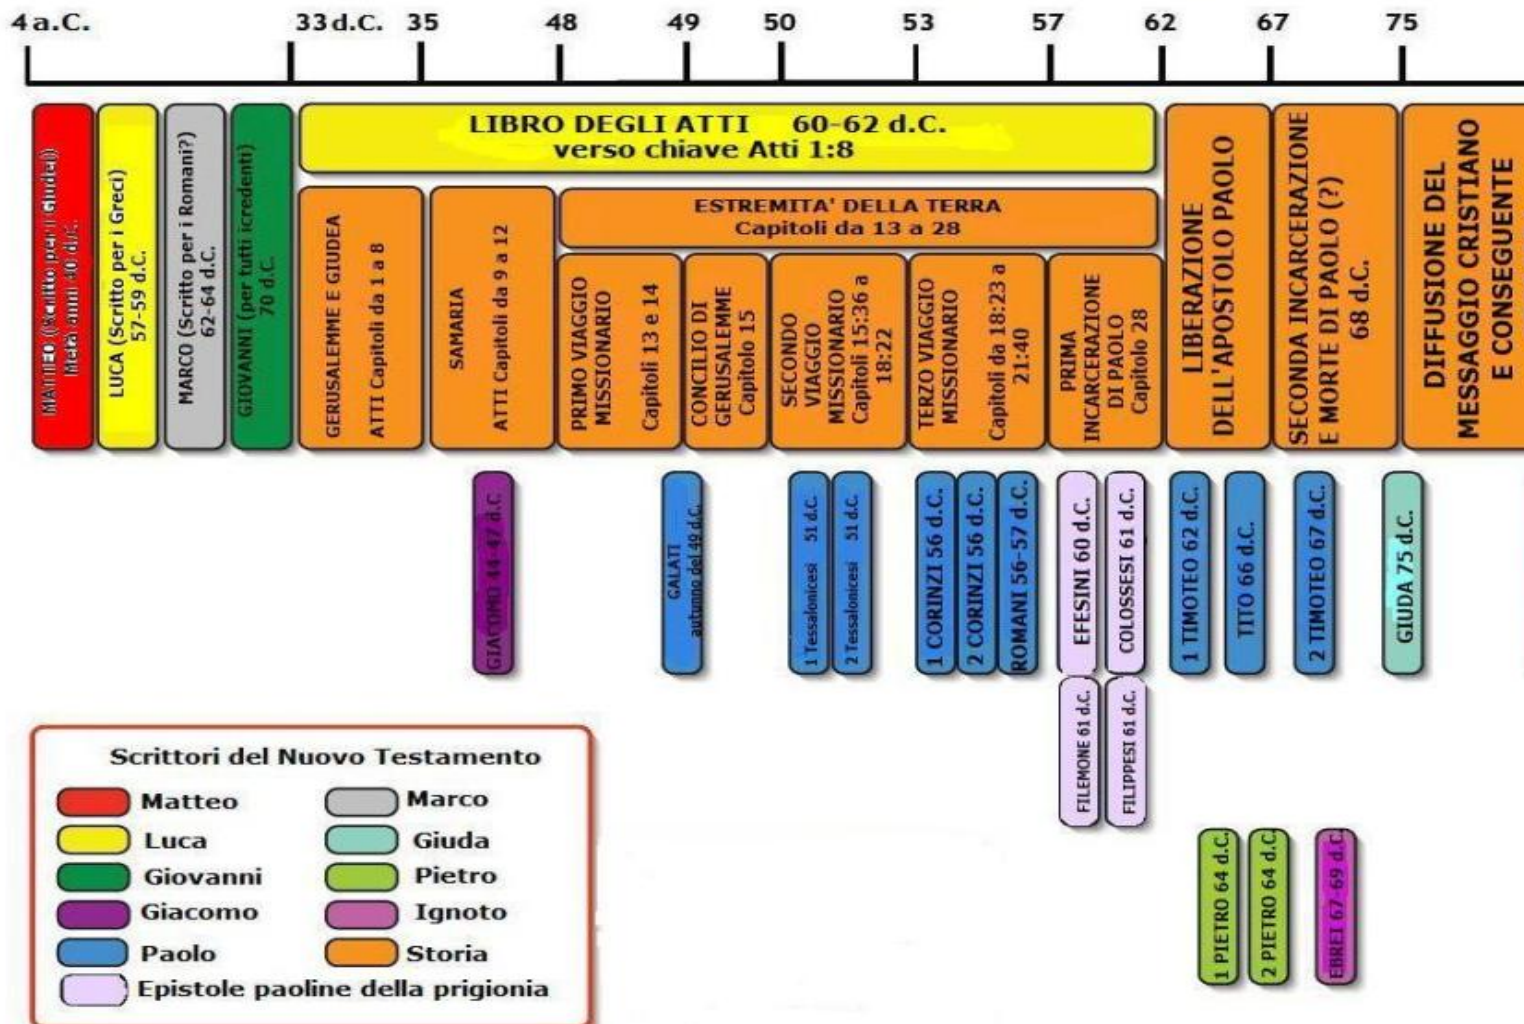 4 a.C.
33 d.C.
35
48
49
50
53
57
62
67
75
MATTEO (Scritto per i Giudei)
Metà anni 40 d.C.
LUCA (Scritto per i Greci)
57-59 d.C.
MARCO (Scritto per i Romani?)
62-64 d.C.
GIOVANNI (per tutti icredenti)
70 d.C.
LIBRO DEGLI ATTI 60-62 d.C.
verso chiave Atti 1:8
GERUSALEMME E GIUDEA
ATTI Capitoli da 1 a 8
SAMARIA
ATTI Capitoli da 9 a 12
ESTREMITA' DELLA TERRA
Capitoli da 13 a 28
PRIMO VIAGGIO
MISSIONARIO
Capitoli 13 e 14
CONCILIO DI
GERUSALEMME
Capitolo 15
SECONDO
VIAGGIO
MISSIONARIO
Capitoli 15:36 a
18:22
TERZO VIAGGIO
MISSIONARIO
Capitoli da 18:23 a
21:40
PRIMA
INCARCERAZIONE
DI PAOLO
Capitolo 28
LIBERAZIONE
DELL'APOSTOLO PAOLO
SECONDA INCARCERAZIONE
E MORTE DI PAOLO (?)
68 d.C.
DIFFUSIONE DEL
MESSAGGIO CRISTIANO
E CONSEGUENTE
GIACOMO 44-47 d.C.
GALATI
autunno del 49 d.C.
1 Tessalonicesi 51 d.C.
2 Tessalonicesi 51 d.C.
1 CORINZI 56 d.C.
2 CORINZI 56 d.C.
ROMANI 56-57 d.C.
EFESINI 60 d.C.
COLOSSESI 61 d.C.
1 TIMOTEO 62 d.C.
TITO 66 d.C.
2 TIMOTEO 67 d.C.
GIUDA 75 d.C.
FILEMONE 61 d.C.
FILIPPESI 61 d.C.
1 PIETRO 64 d.C.
2 PIETRO 64 d.C.
EBREI 67-69 d.C.
Scrittori del Nuovo Testamento
Matteo
Marco
Luca
Giuda
Giovanni
Pietro
Giacomo
Ignoto
Paolo
Storia
Epistole paoline della prigionia